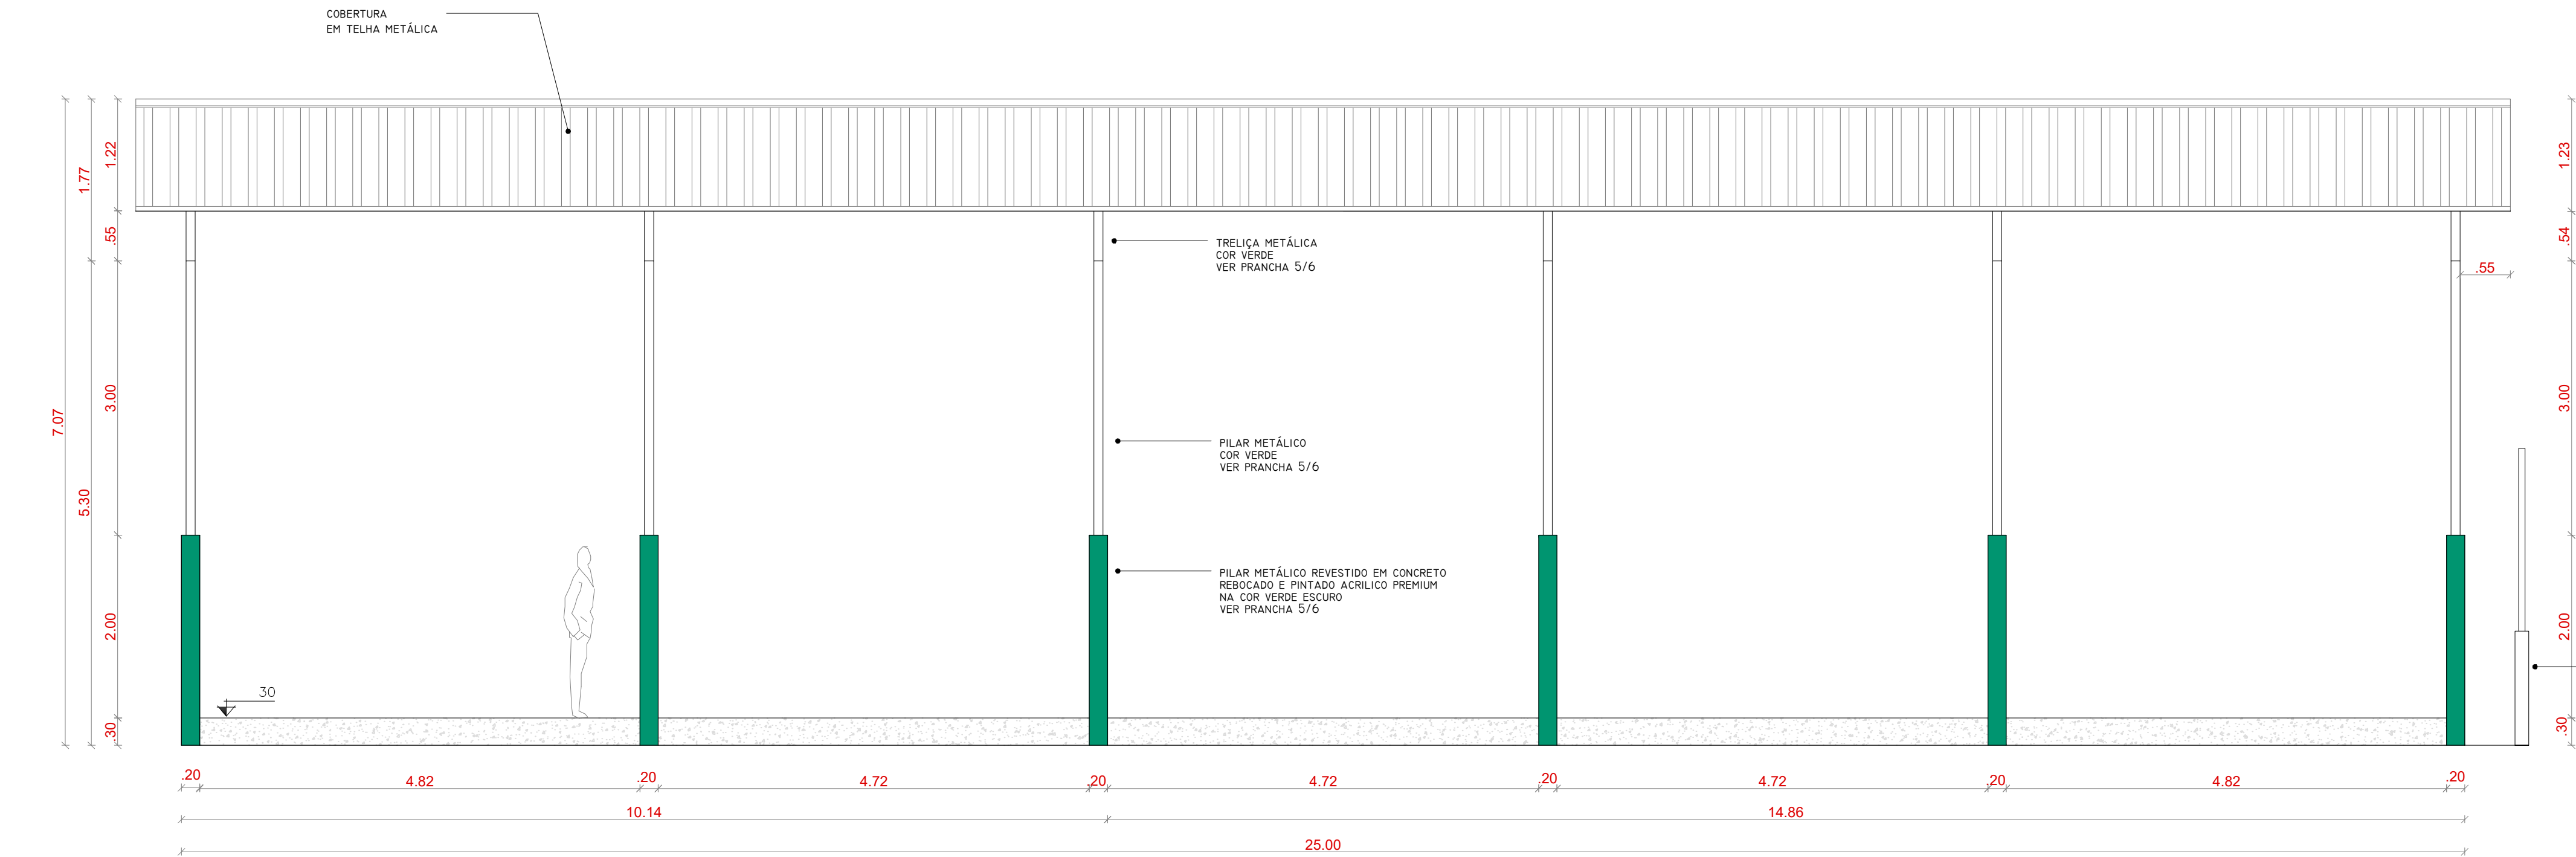 COBERTURA
EM TELHA METÁLICA
1.22
1.23
1.77
.55
.54
TRELIÇA METÁLICA
COR VERDE
VER PRANCHA 5/6
.55
3.00
3.00
7.07
PILAR METÁLICO
COR VERDE
VER PRANCHA 5/6
5.30
PILAR METÁLICO REVESTIDO EM CONCRETO
REBOCADO E PINTADO ACRILICO PREMIUM
NA COR VERDE ESCURO
VER PRANCHA 5/6
2.00
2.00
30
.30
.30
.20 4.82 .20 4.72 .20 4.72 .20 4.72 .20 4.82 .20
10.14 14.86
25.00